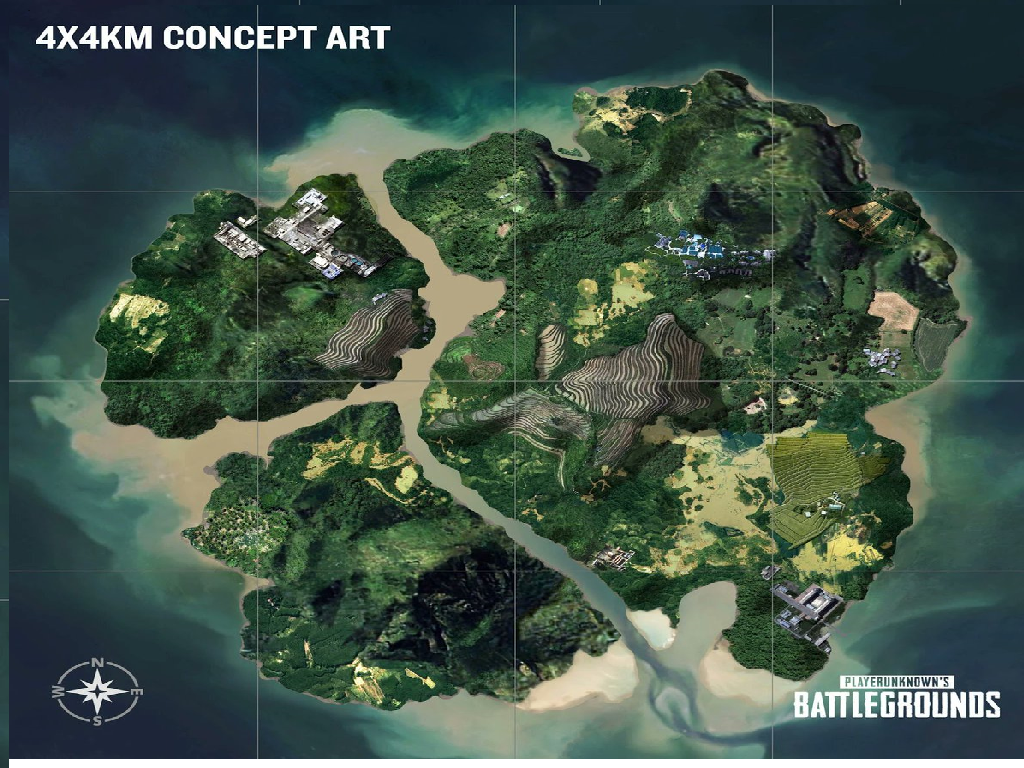 4X4KM CONCEPT ART
N
W E
S
PLAYERUNKNOWN'S
BATTLEGROUNDS